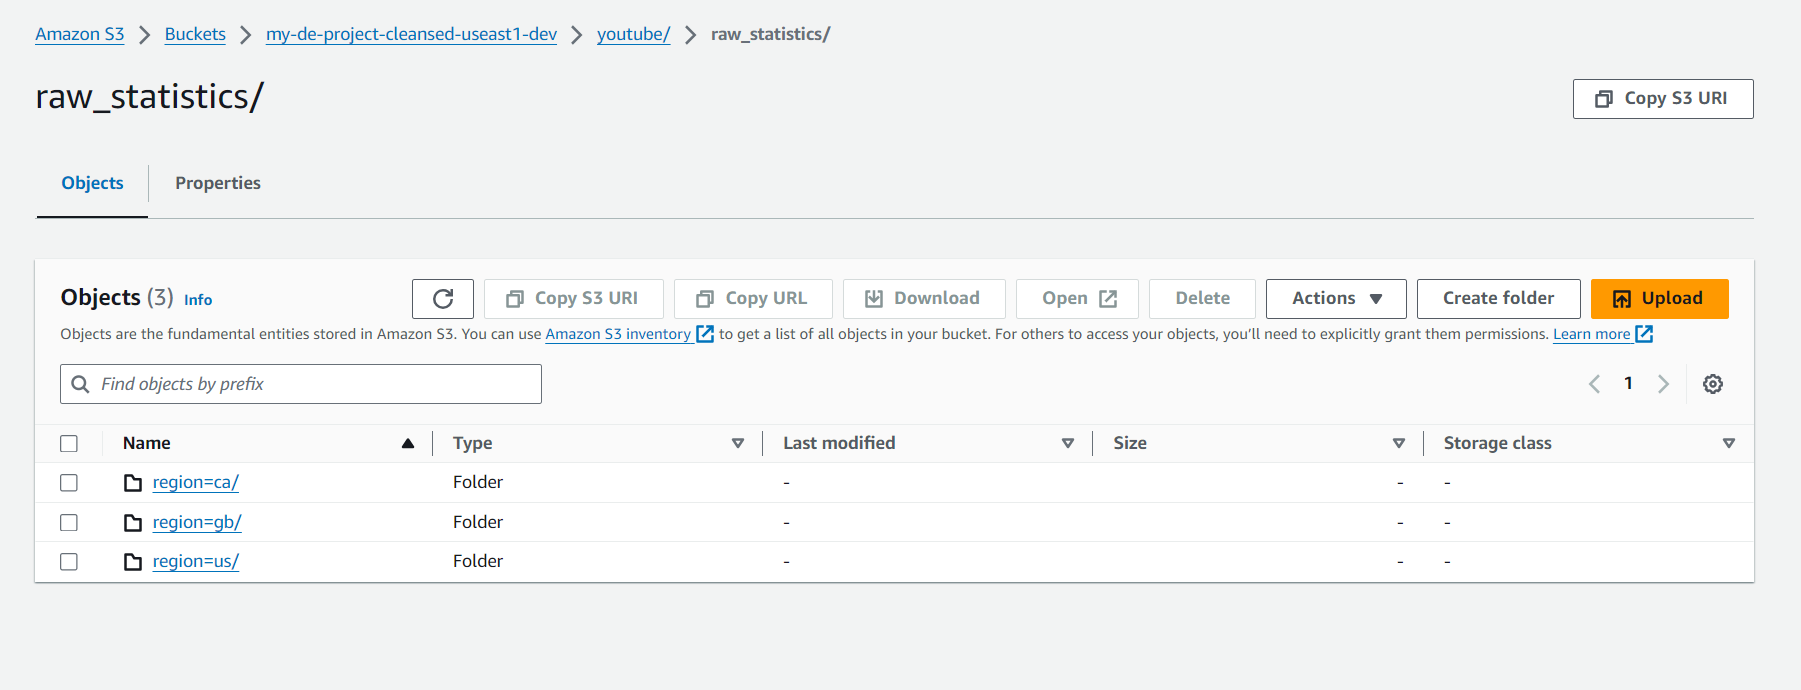 Amazon S3 > Buckets > my-de-project-cleansed-useast1-dev > youtube/ > raw_statistics/
raw_statistics/
Copy S3 URI
Objects Properties
Objects (3) Info Copy S3 URI Copy URL Download Open Delete Actions Create folder Upload
Objects are the fundamental entities stored in Amazon S3. You can use Amazon S3 inventory to get a list of all objects in your bucket. For others to access your objects, you'll need to explicitly grant them permissions. Learn more
Find objects by prefix
1
Name Type Last modified Size Storage class
region=ca/ Folder - - -
region=gb/ Folder - - -
region=us/ Folder - - -